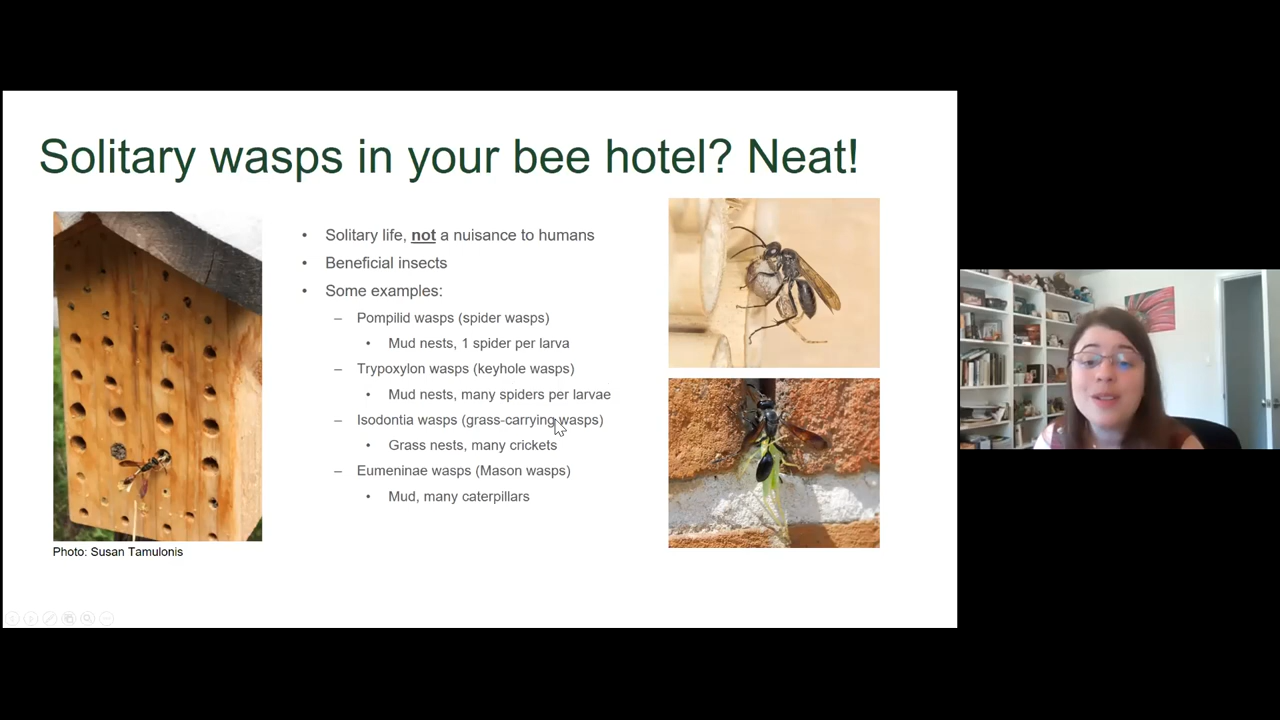 Solitary wasps in your bee hotel? Neat!
• Solitary life, not a nuisance to humans
• Beneficial insects
• Some examples:
– Pompilid wasps (spider wasps)
• Mud nests, 1 spider per larva
– Trypoxylon wasps (keyhole wasps)
• Mud nests, many spiders per larvae
– Isodontia wasps (grass-carrying wasps)
• Grass nests, many crickets
– Eumeninae wasps (Mason wasps)
• Mud, many caterpillars
Photo: Susan Tamulonis